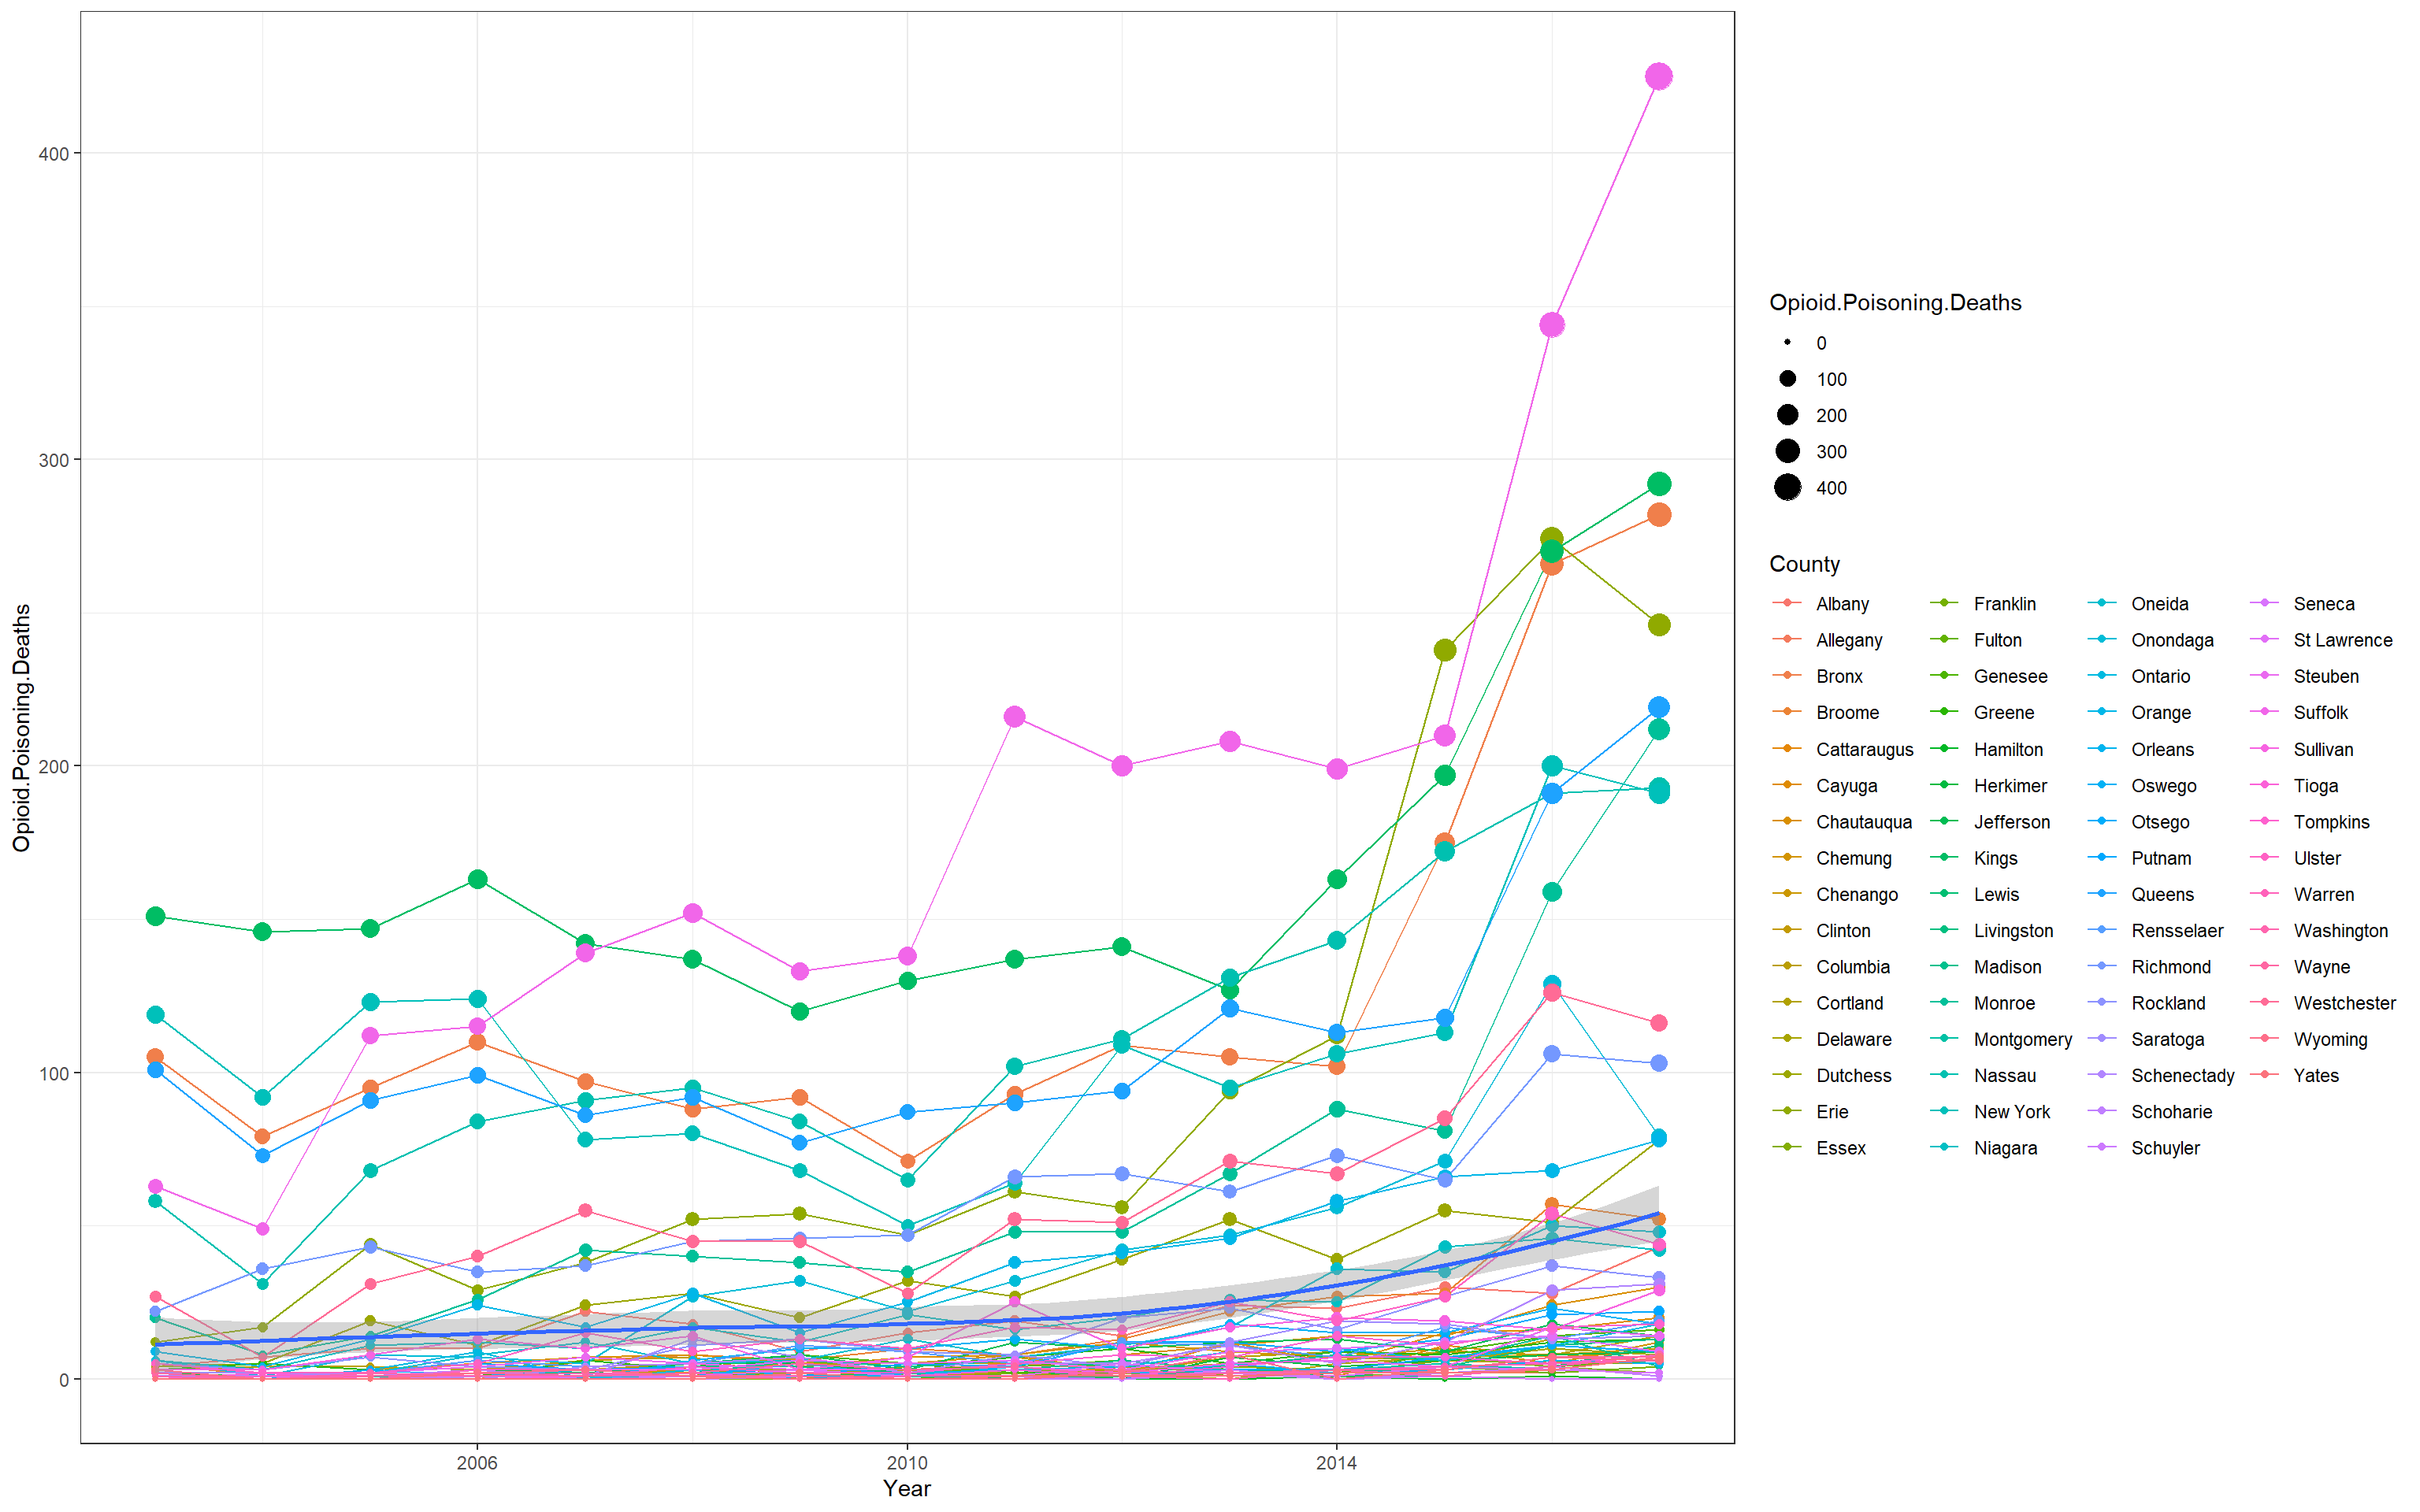 400
300
200
100
0
Opioid.Poisoning.Deaths
2006 2010 2014
Year
Opioid.Poisoning.Deaths
0
100
200
300
400
County
Albany Franklin Oneida Seneca
Allegany Fulton Onondaga St Lawrence
Bronx Genesee Ontario Steuben
Broome Greene Orange Suffolk
Cattaraugus Hamilton Orleans Sullivan
Cayuga Herkimer Oswego Tioga
Chautauqua Jefferson Otsego Tompkins
Chemung Kings Putnam Ulster
Chenango Lewis Queens Warren
Clinton Livingston Rensselaer Washington
Columbia Madison Richmond Wayne
Cortland Monroe Rockland Westchester
Delaware Montgomery Saratoga Wyoming
Dutchess Nassau Schenectady Yates
Erie New York Schoharie
Essex Niagara Schuyler